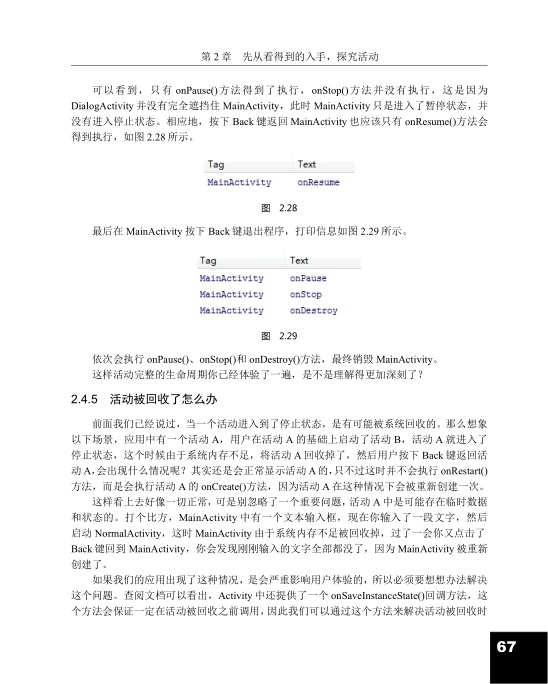 第 2 章 先从看得到的入手，探究活动
可以看到，只有 onPause()方法得到了执行，onStop()方法并没有执行，这是因为
DialogActivity 并没有完全遮挡住 MainActivity，此时 MainActivity 只是进入了暂停状态，并
没有进入停止状态。相应地，按下 Back 键返回 MainActivity 也应该只有 onResume()方法会
得到执行，如图 2.28 所示。
Tag Text
MainActivity onResume
图 2.28
最后在 MainActivity 按下 Back 键退出程序，打印信息如图 2.29 所示。
Tag Text
MainActivity onPause
MainActivity onStop
MainActivity onDestroy
图 2.29
依次会执行 onPause()、onStop()和 onDestroy()方法，最终销毁 MainActivity。
这样活动完整的生命周期你已经体验了一遍，是不是理解得更加深刻了？
2.4.5 活动被回收了怎么办
前面我们已经说过，当一个活动进入到了停止状态，是有可能被系统回收的。那么想象
以下场景，应用中有一个活动 A，用户在活动 A 的基础上启动了活动 B，活动 A 就进入了
停止状态，这个时候由于系统内存不足，将活动 A 回收掉了，然后用户按下 Back 键返回活
动 A，会出现什么情况呢？其实还是会正常显示活动 A 的，只不过这时并不会执行 onRestart()
方法，而是会执行活动 A 的 onCreate()方法，因为活动 A 在这种情况下会被重新创建一次。
这样看上去好像一切正常，可是别忽略了一个重要问题，活动 A 中是可能存在临时数据
和状态的。打个比方，MainActivity 中有一个文本输入框，现在你输入了一段文字，然后
启动 NormalActivity，这时 MainActivity 由于系统内存不足被回收掉，过了一会你又点击了
Back 键回到 MainActivity，你会发现刚刚输入的文字全部都没了，因为 MainActivity 被重新
创建了。
如果我们的应用出现了这种情况，是会严重影响用户体验的，所以必须要想想办法解决
这个问题。查阅文档可以看出，Activity 中还提供了一个 onSaveInstanceState()回调方法，这
个方法会保证一定在活动被回收之前调用，因此我们可以通过这个方法来解决活动被回收时
67